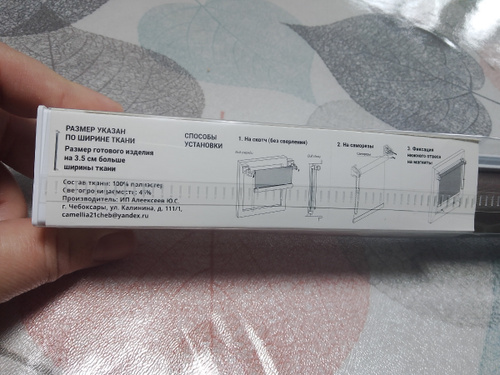 РАЗМЕР УКАЗАН
ПО ШИРИНЕ ТКАНИ
Размер готового изделия
на 3.5 см больше
ширины ткани
Состав ткани: 100% полиэстер
Светопроницаемость: 45%
Производитель: ИП Алеексеев Ю.С.
г. Чебоксары, ул. Калинина, д. 111/1,
camellia21cheb@yandex.ru
СПОСОБЫ
УСТАНОВКИ
1. На скотч (без сверления)
2. На саморезы
3. Фиксация
нижнего отвеса
на магниты